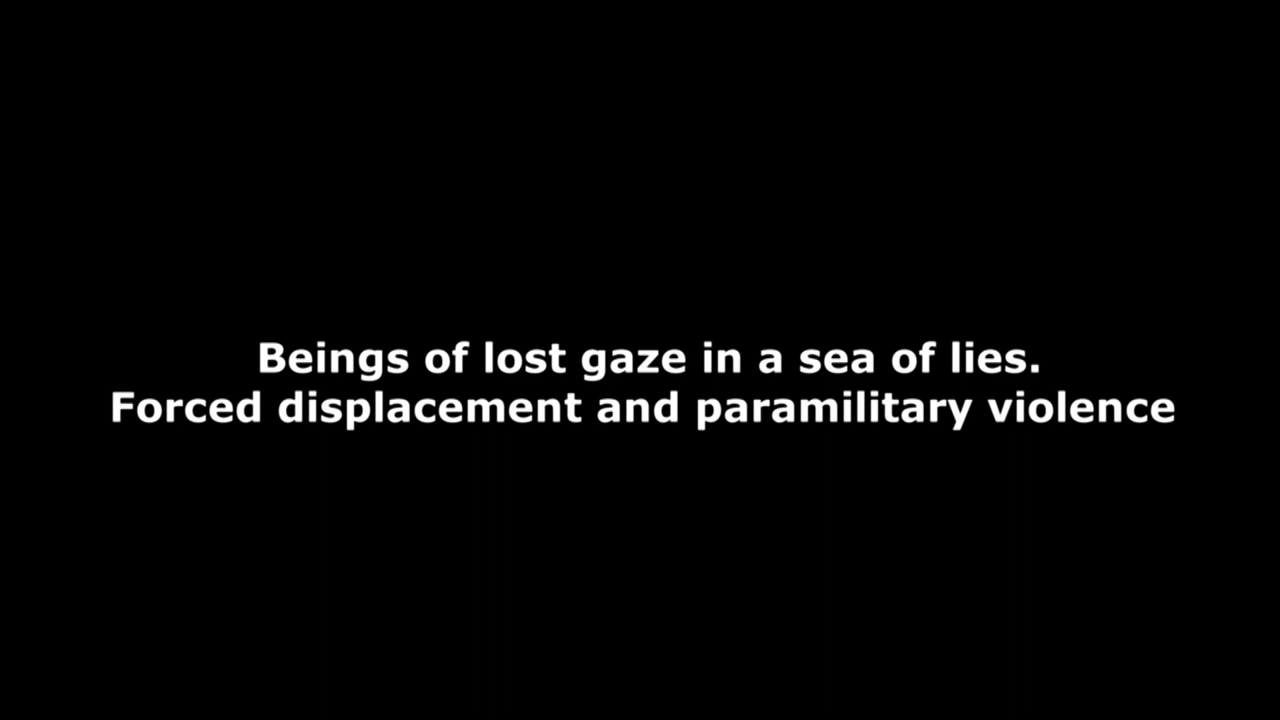 Beings of lost gaze in a sea of lies.
Forced displacement and paramilitary violence